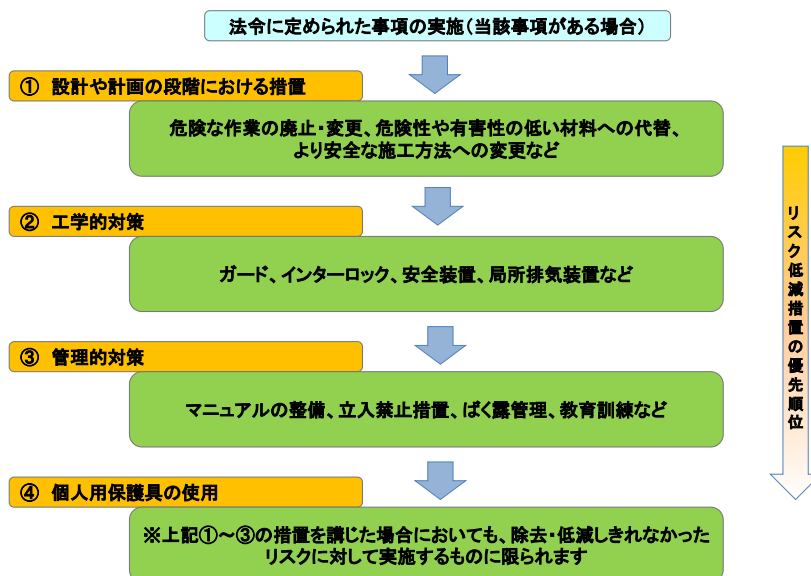 法令に定められた事項の実施(当該事項がある場合)
① 設計や計画の段階における措置
危険な作業の廃止・変更、危険性や有害性の低い材料への代替、
より安全な施工方法への変更など
② 工学的対策
ガード、インターロック、安全装置、局所排気装置など
③ 管理的対策
マニュアルの整備、立入禁止措置、ばく露管理、教育訓練など
④ 個人用保護具の使用
※上記①～③の措置を講じた場合においても、除去・低減しきれなかった
リスクに対して実施するものに限られます
リスク低減措置の優先順位